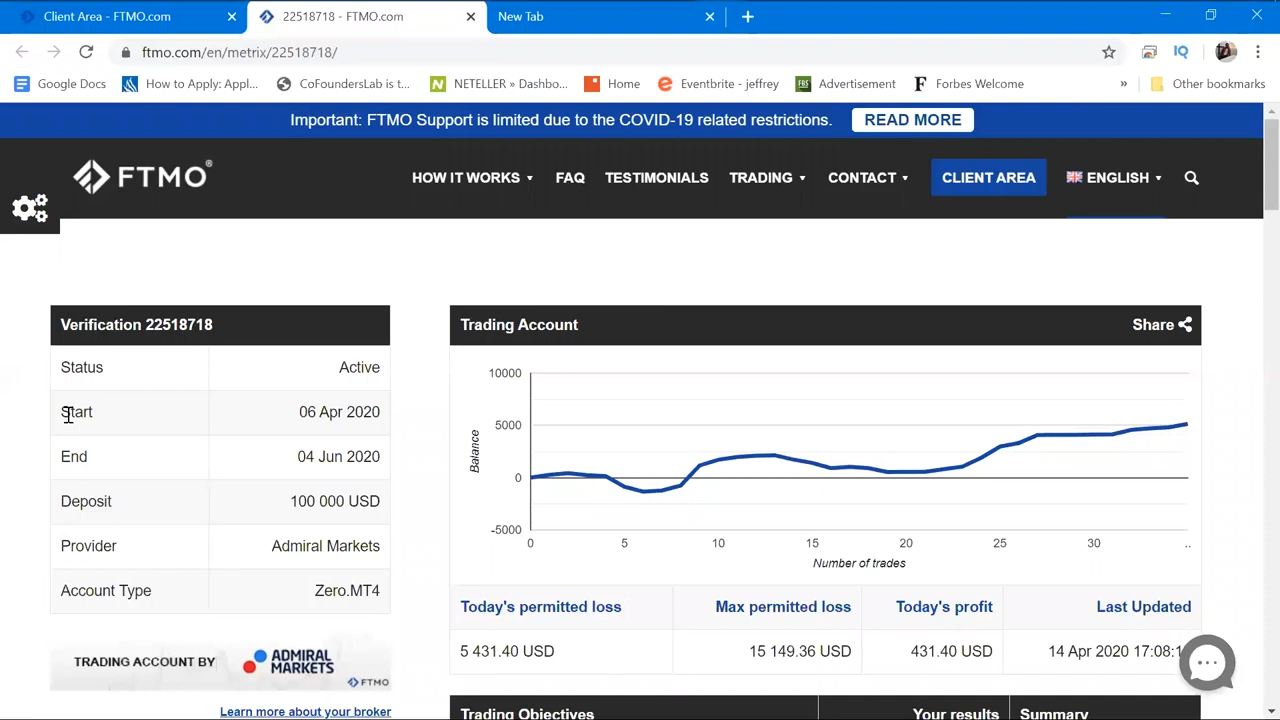 Client Area - FTMO.com
22518718 - FTMO.com
New Tab
ftmo.com/en/metrix/22518718/
IQ
Google Docs
How to Apply: Appl...
CoFoundersLab is t...
N
NETELLER » Dashbo...
Home
Eventbrite - jeffrey
FBS
Advertisement
F
Forbes Welcome
»
Other bookmarks
Important: FTMO Support is limited due to the COVID-19 related restrictions.
READ MORE
FTMO®
HOW IT WORKS
FAQ
TESTIMONIALS
TRADING
CONTACT
CLIENT AREA
ENGLISH
Verification 22518718
Status Active
Start 06 Apr 2020
End 04 Jun 2020
Deposit 100 000 USD
Provider Admiral Markets
Account Type Zero.MT4
TRADING ACCOUNT BY
ADMIRAL
MARKETS
FTMO
Learn more about your broker
Trading Account
Share
10000
5000
0
-5000
Balance
0 5 10 15 20 25 30 ..
Number of trades
Today's permitted loss Max permitted loss Today's profit Last Updated
5 431.40 USD 15 149.36 USD 431.40 USD 14 Apr 2020 17:08:
Trading Objectives Your results Summary